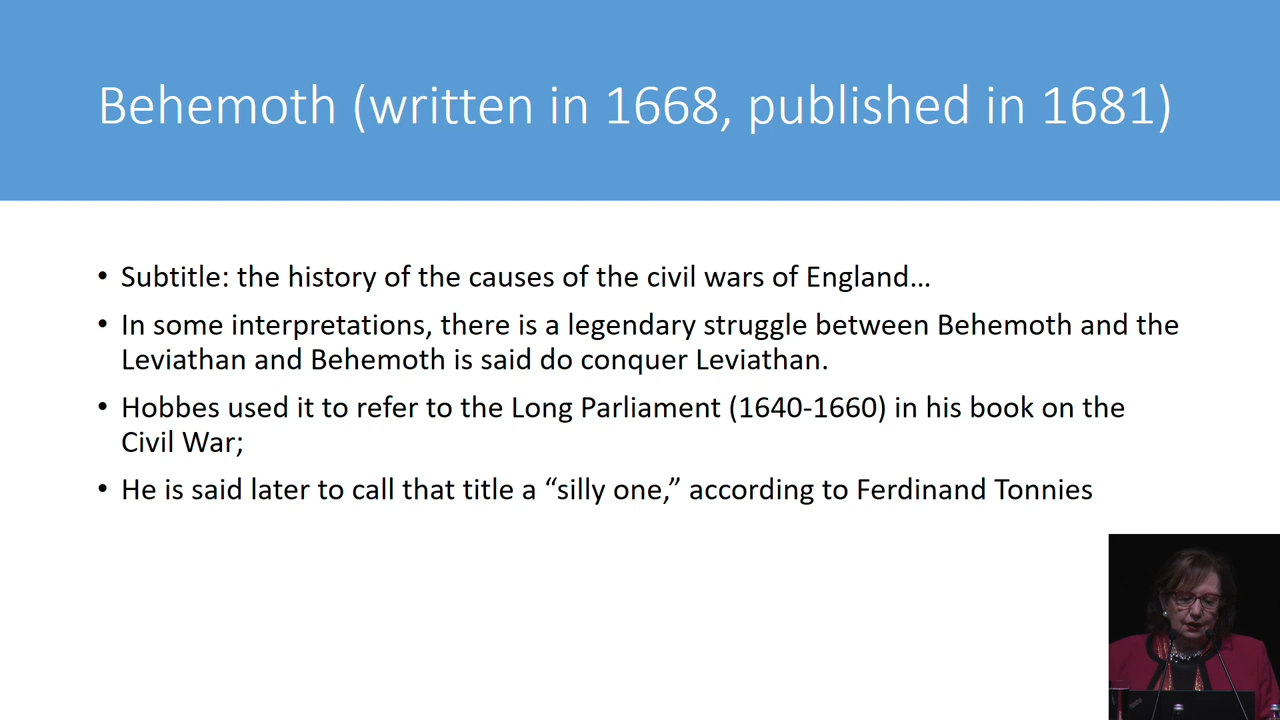 Behemoth (written in 1668, published in 1681)
• Subtitle: the history of the causes of the civil wars of England…
• In some interpretations, there is a legendary struggle between Behemoth and the
Leviathan and Behemoth is said do conquer Leviathan.
• Hobbes used it to refer to the Long Parliament (1640-1660) in his book on the
Civil War;
• He is said later to call that title a “silly one,” according to Ferdinand Tonnies